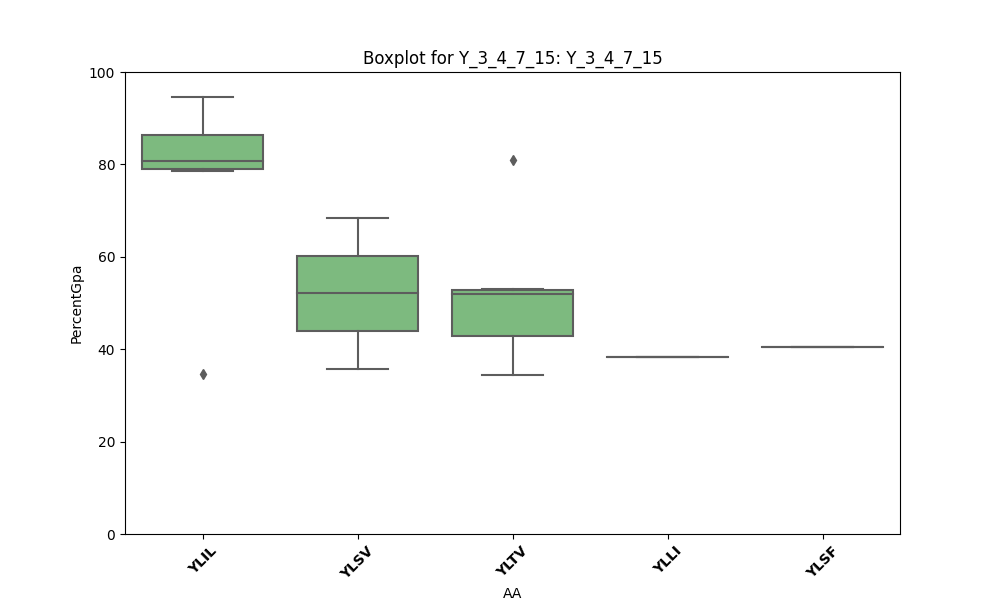 Boxplot for Y_3_4_7_15: Y_3_4_7_15
100
80
60
40
20
0
PercentGpa
YLIL
YLSV
YLTV
YLLI
YLSF
AA